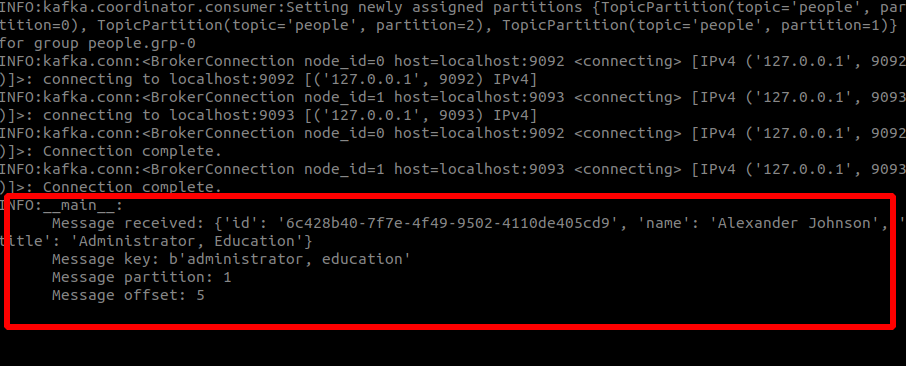 INFO:kafka.coordinator.consumer:Setting newly assigned partitions {TopicPartition(topic='people', par
tition=0), TopicPartition(topic='people', partition=2), TopicPartition(topic='people', partition=1)}
for group people.grp-0
INFO:kafka.conn:<BrokerConnection node_id=0 host=localhost:9092 <connecting> [IPv4 ('127.0.0.1', 9092
)]>: connecting to localhost:9092 [('127.0.0.1', 9092) IPv4]
INFO:kafka.conn:<BrokerConnection node_id=1 host=localhost:9093 <connecting> [IPv4 ('127.0.0.1', 9093
)]>: connecting to localhost:9093 [('127.0.0.1', 9093) IPv4]
INFO:kafka.conn:<BrokerConnection node_id=0 host=localhost:9092 <connecting> [IPv4 ('127.0.0.1', 9092
)]>: Connection complete.
INFO:kafka.conn:<BrokerConnection node_id=1 host=localhost:9093 <connecting> [IPv4 ('127.0.0.1', 9093
)]>: Connection complete.
INFO:__main__:
Message received: {'id': '6c428b40-7f7e-4f49-9502-4110de405cd9', 'name': 'Alexander Johnson', '
title': 'Administrator, Education'}
Message key: b'administrator, education'
Message partition: 1
Message offset: 5